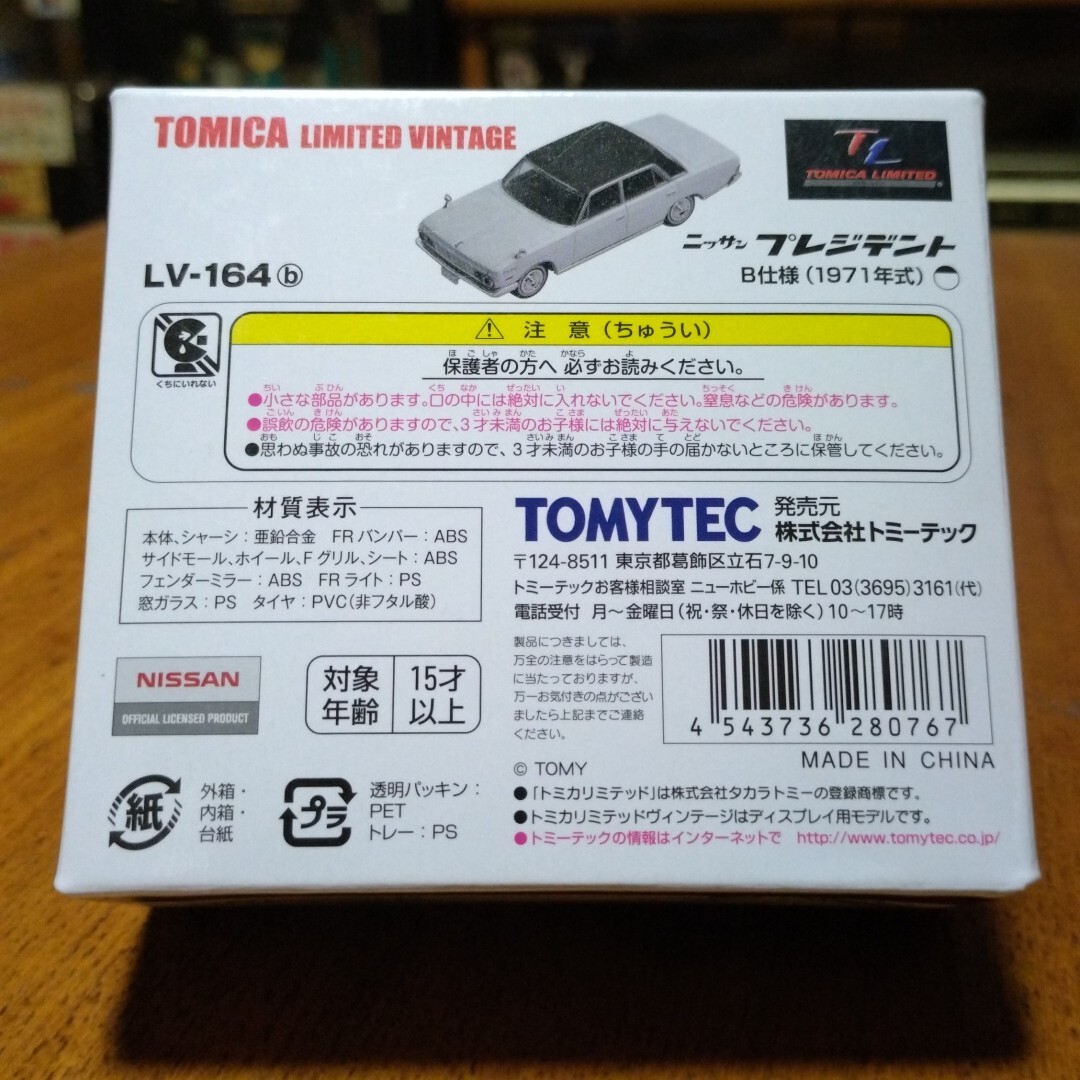 TOMICA LIMITED VINTAGE
TL
TOMICA LIMITED
LV-164 ⓑ
ニッサン プレジデント
B仕様 (1971年式)
くちにいれない
⚠ 注 意 (ちゅうい)
保護者の方へ 必ずお読みください。
●小さな部品があります。口の中には絶対に入れないでください。窒息などの危険があります。
●誤飲の危険がありますので、3才未満のお子様には絶対に与えないでください。
●思わぬ事故の恐れがありますので、3才未満のお子様の手の届かないところに保管してください。
材質表示
本体、シャーシ：亜鉛合金 FRバンパー：ABS
サイドモール、ホイール、Fグリル、シート：ABS
フェンダーミラー：ABS FRライト：PS
窓ガラス：PS タイヤ：PVC(非フタル酸)
TOMYTEC 発売元 株式会社トミーテック
〒124-8511 東京都葛飾区立石7-9-10
トミーテックお客様相談室 ニューホビー係 TEL 03(3695)3161(代)
電話受付 月～金曜日(祝・祭・休日を除く)10～17時
NISSAN
OFFICIAL LICENSED PRODUCT
対象年齢 15才以上
製品につきましては、
万全の注意をはらって製造
に当たっておりますが、
万一お気付きの点がござい
ましたら上記までご連絡
ください。
4 543736 280767
MADE IN CHINA
紙
外箱・
内箱・
台紙
プラ
透明パッキン：
PET
トレー：PS
© TOMY
●「トミカリミテッド」は株式会社タカラトミーの登録商標です。
●トミカリミテッドヴィンテージはディスプレイ用モデルです。
●トミーテックの情報はインターネットで http://www.tomytec.co.jp/